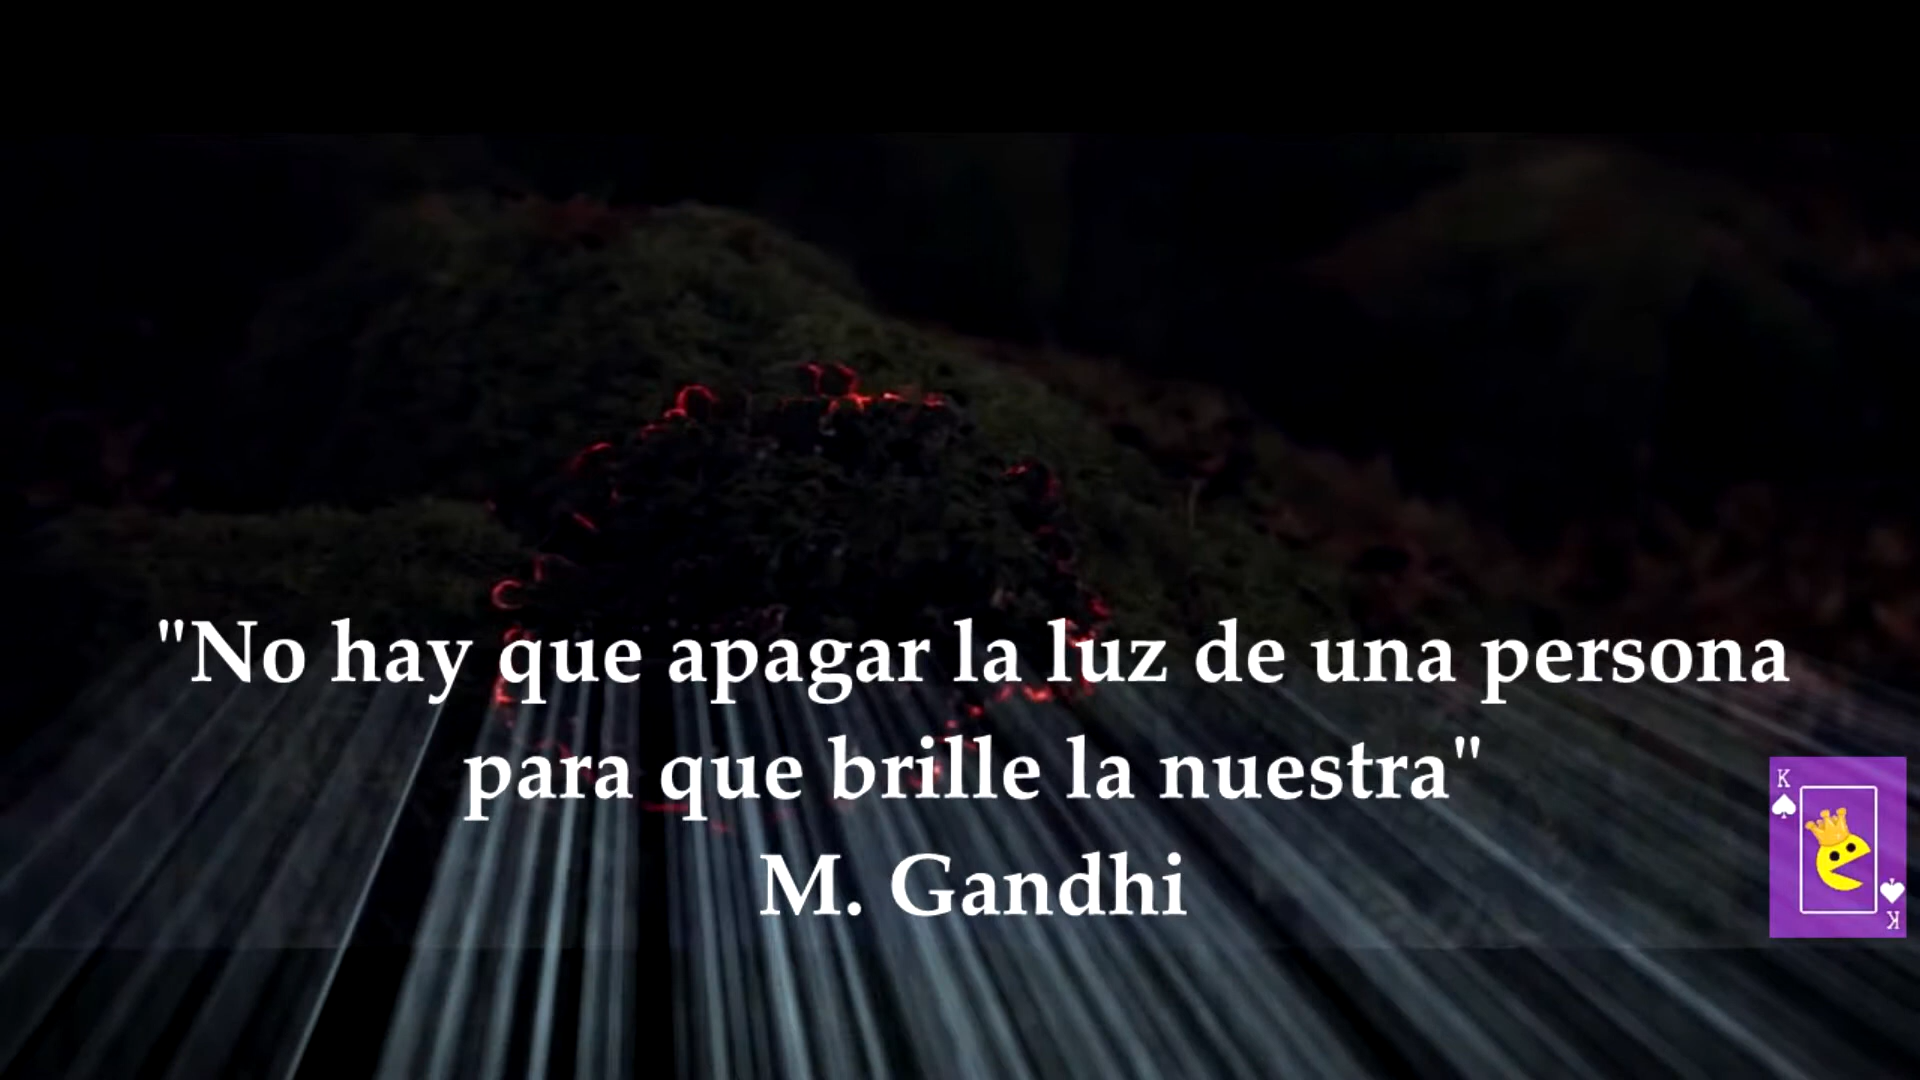 "No hay que apagar la luz de una persona
para que brille la nuestra"
M. Gandhi
K
K